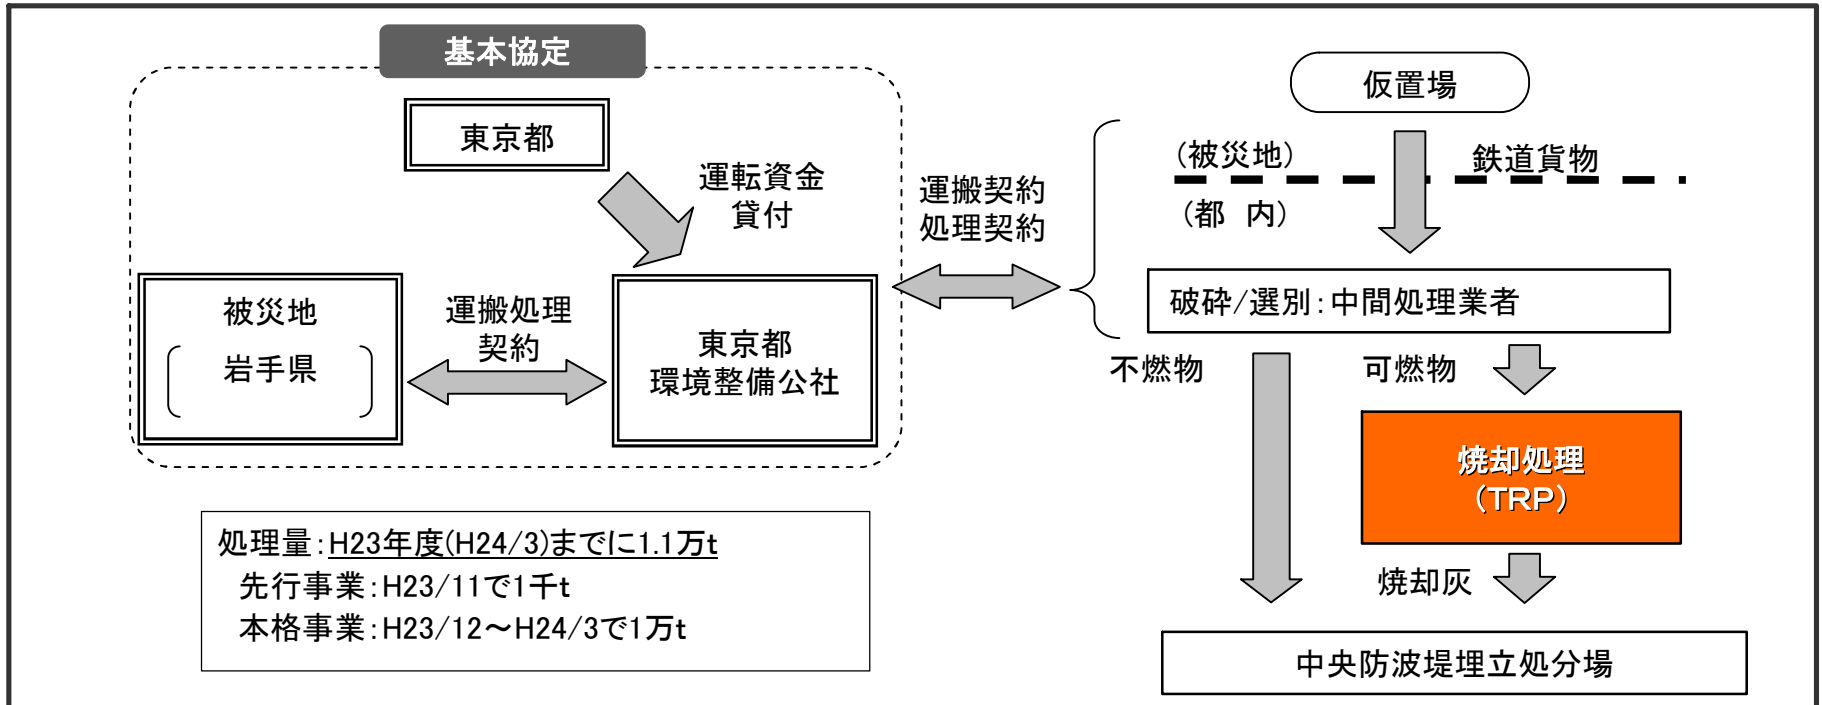 基本協定
東京都
運転資金
貸付
被災地
岩手県
運搬処理
契約
東京都
環境整備公社
運搬契約
処理契約
仮置場
(被災地)
鉄道貨物
(都 内)
破砕/選別:中間処理業者
不燃物
可燃物
焼却処理
(TRP)
焼却灰
中央防波堤埋立処分場
処理量:H23年度(H24/3)までに1.1万t
先行事業:H23/11で1千t
本格事業:H23/12～H24/3で1万t